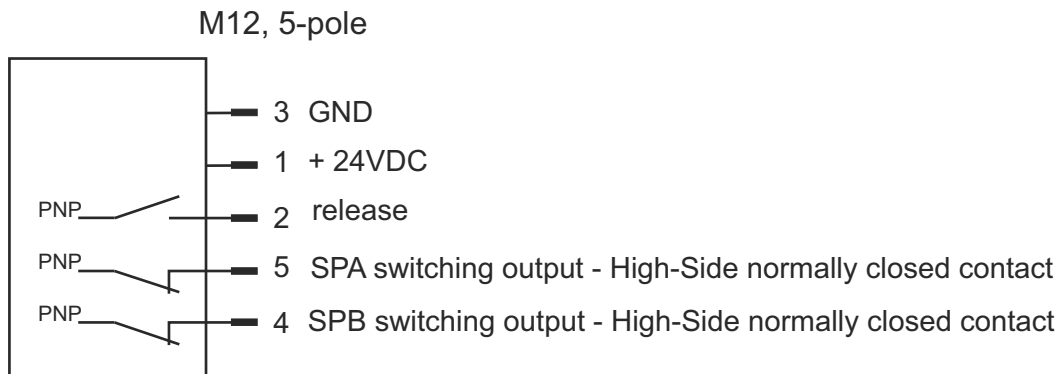 M12, 5-pole
3 GND
1 + 24VDC
PNP 2 release
PNP 5 SPA switching output - High-Side normally closed contact
PNP 4 SPB switching output - High-Side normally closed contact